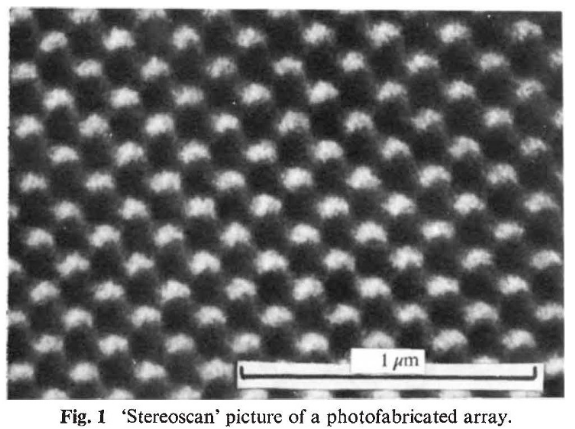 1 μm
Fig. 1 'Stereoscan' picture of a photofabricated array.